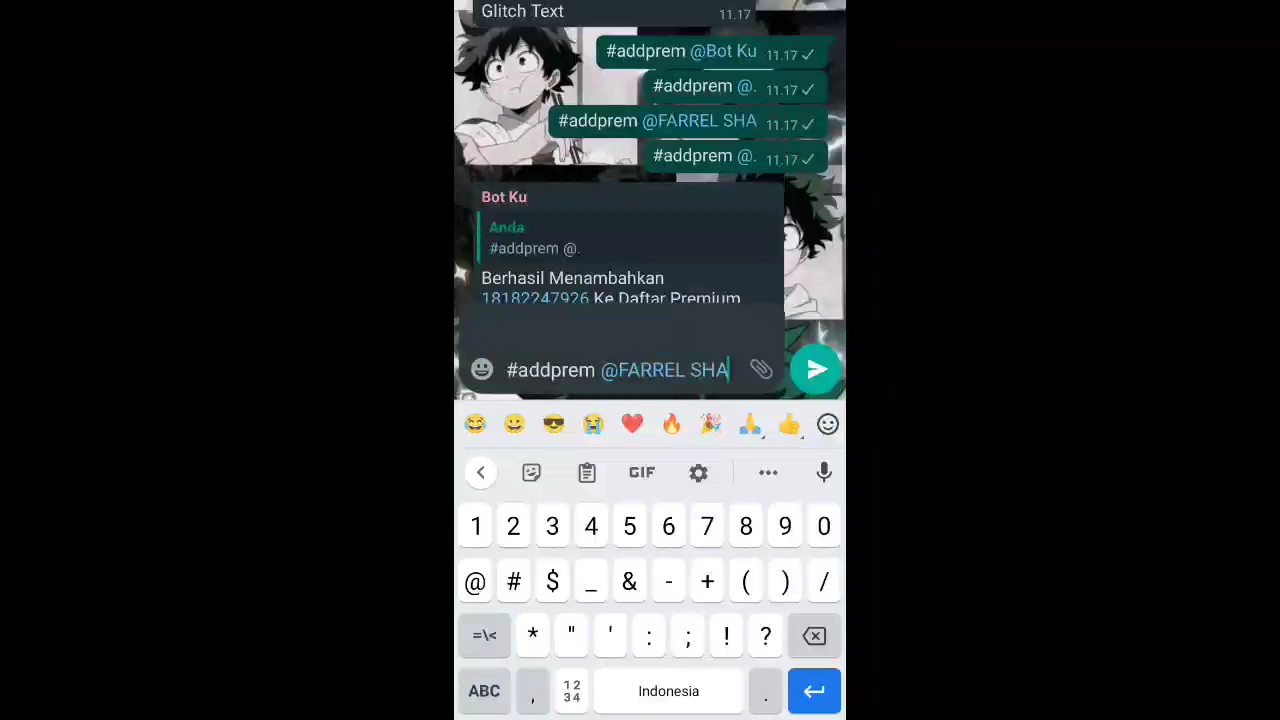 Glitch Text 11.17
#addprem @Bot Ku 11.17
#addprem @. 11.17
#addprem @FARREL SHA 11.17
#addprem @. 11.17
Bot Ku
Anda
#addprem @.
Berhasil Menambahkan
18182247926 Ke Daftar Premium
#addprem @FARREL SHA
GIF
1 2 3 4 5 6 7 8 9 0
@ # $ _ & - + ( ) /
=\< * " ' : ; ! ?
ABC , 12 34 Indonesia .